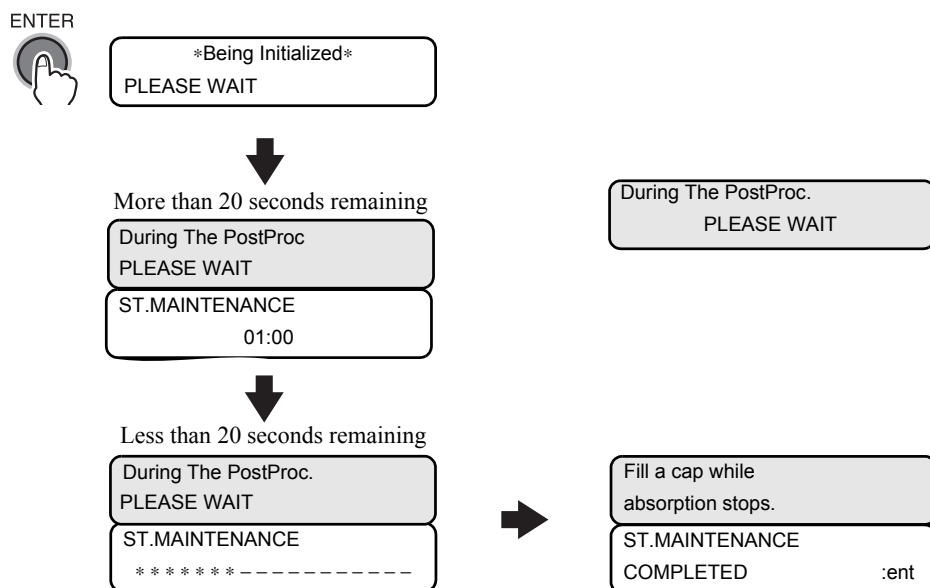 ENTER
*Being Initialized*
PLEASE WAIT
More than 20 seconds remaining
During The PostProc
PLEASE WAIT
ST.MAINTENANCE
01:00
During The PostProc.
PLEASE WAIT
Less than 20 seconds remaining
During The PostProc.
PLEASE WAIT
ST.MAINTENANCE
*******−−−−−−−−−−−
Fill a cap while
absorption stops.
ST.MAINTENANCE
COMPLETED :ent